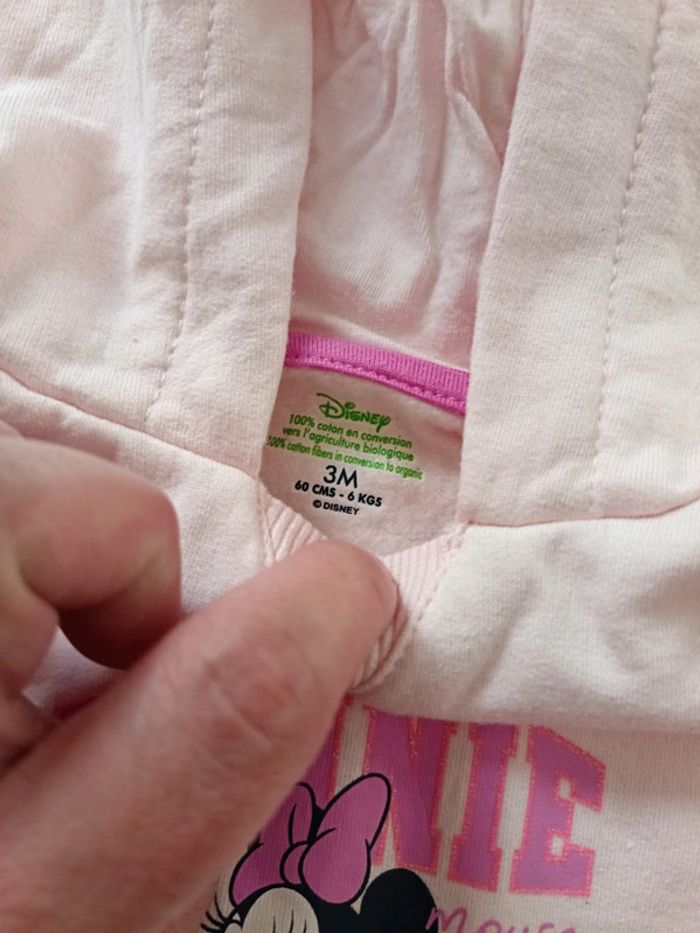 Disney
100% coton en conversion
vers l'agriculture biologique
100% cotton fibers in conversion to organic
3M
60 CMS - 6 KGS
© DISNEY
NIE
mouse